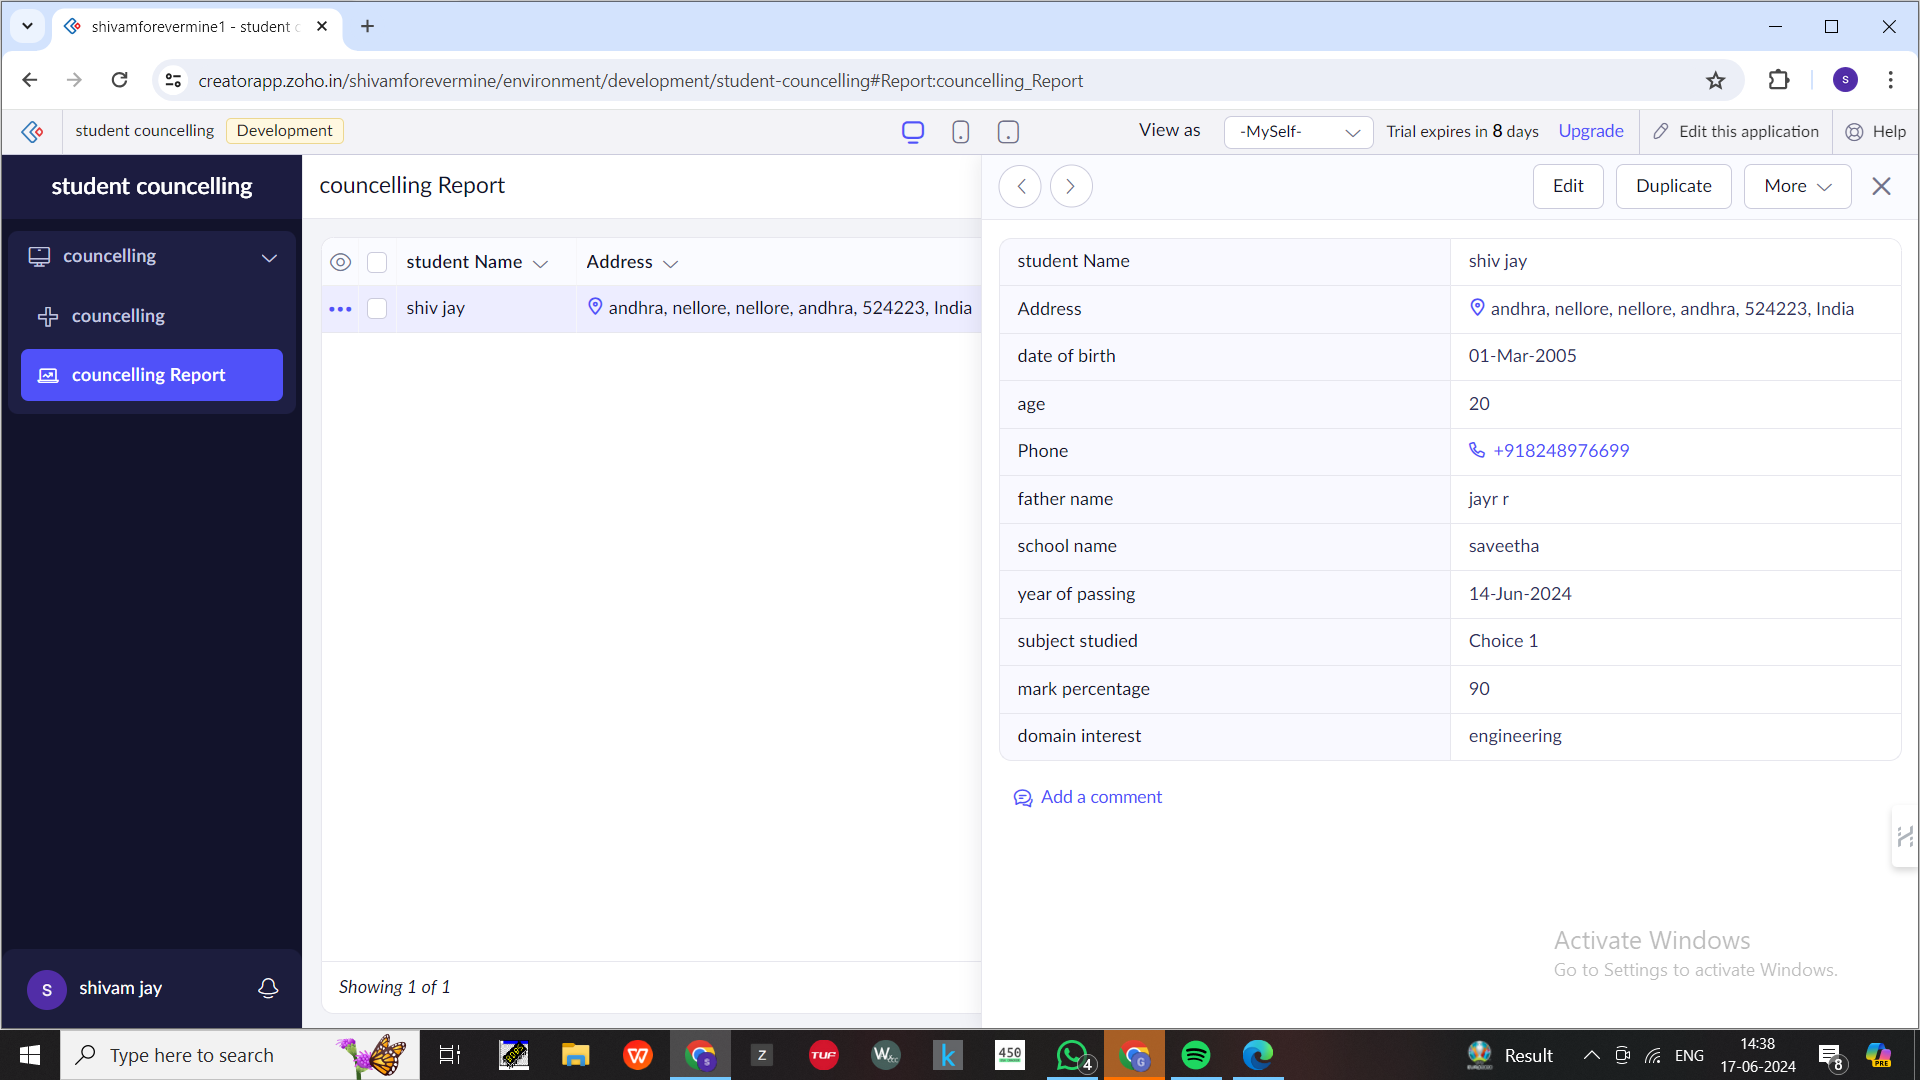 shivamforevermine1 - student c
creatorapp.zoho.in/shivamforevermine/environment/development/student-councelling#Report:councelling_Report
S
student councelling
Development
View as
-MySelf-
Trial expires in 8 days
Upgrade
Edit this application
Help
student councelling
councelling
councelling
councelling Report
S
shivam jay
councelling Report
student Name
Address
shiv jay
andhra, nellore, nellore, andhra, 524223, India
Showing 1 of 1
Edit
Duplicate
More
student Name
shiv jay
Address
andhra, nellore, nellore, andhra, 524223, India
date of birth
01-Mar-2005
age
20
Phone
+918248976699
father name
jayr r
school name
saveetha
year of passing
14-Jun-2024
subject studied
Choice 1
mark percentage
90
domain interest
engineering
Add a comment
Activate Windows
Go to Settings to activate Windows.
Type here to search
Z
TUF
k
450
4
Result
ENG
14:38
17-06-2024
8
PRE